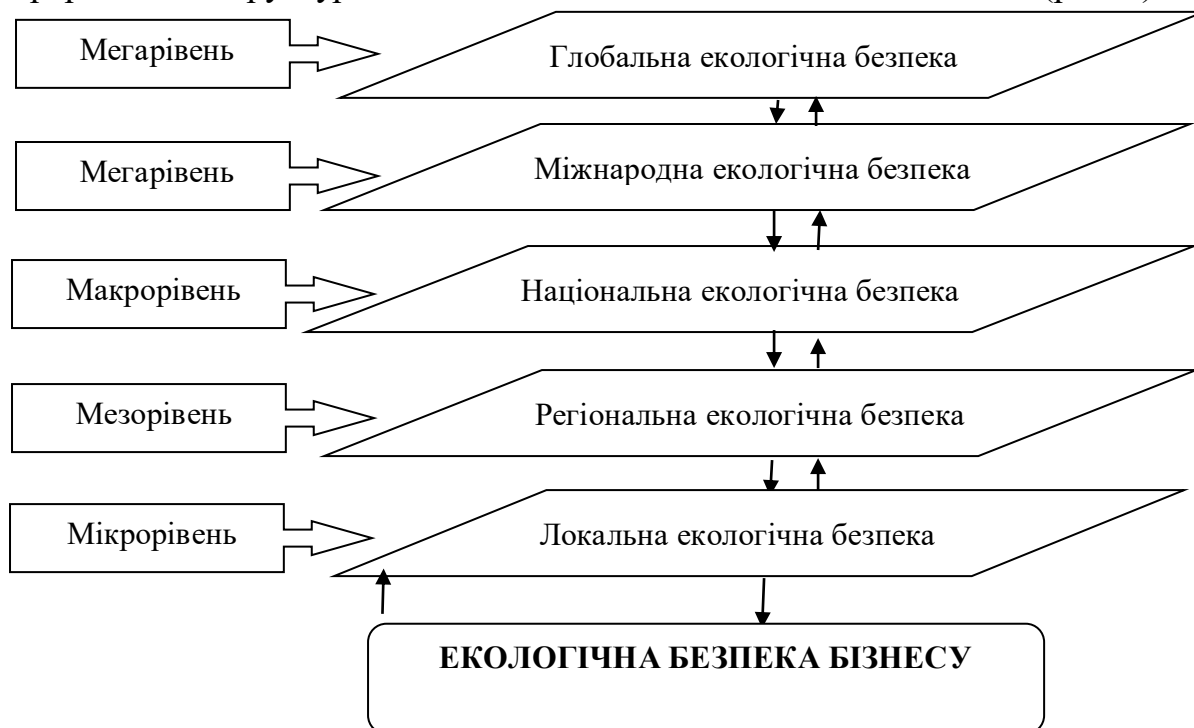 Мегарівень
Глобальна екологічна безпека
Мегарівень
Міжнародна екологічна безпека
Макрорівень
Національна екологічна безпека
Мезорівень
Регіональна екологічна безпека
Мікрорівень
Локальна екологічна безпека
ЕКОЛОГІЧНА БЕЗПЕКА БІЗНЕСУ